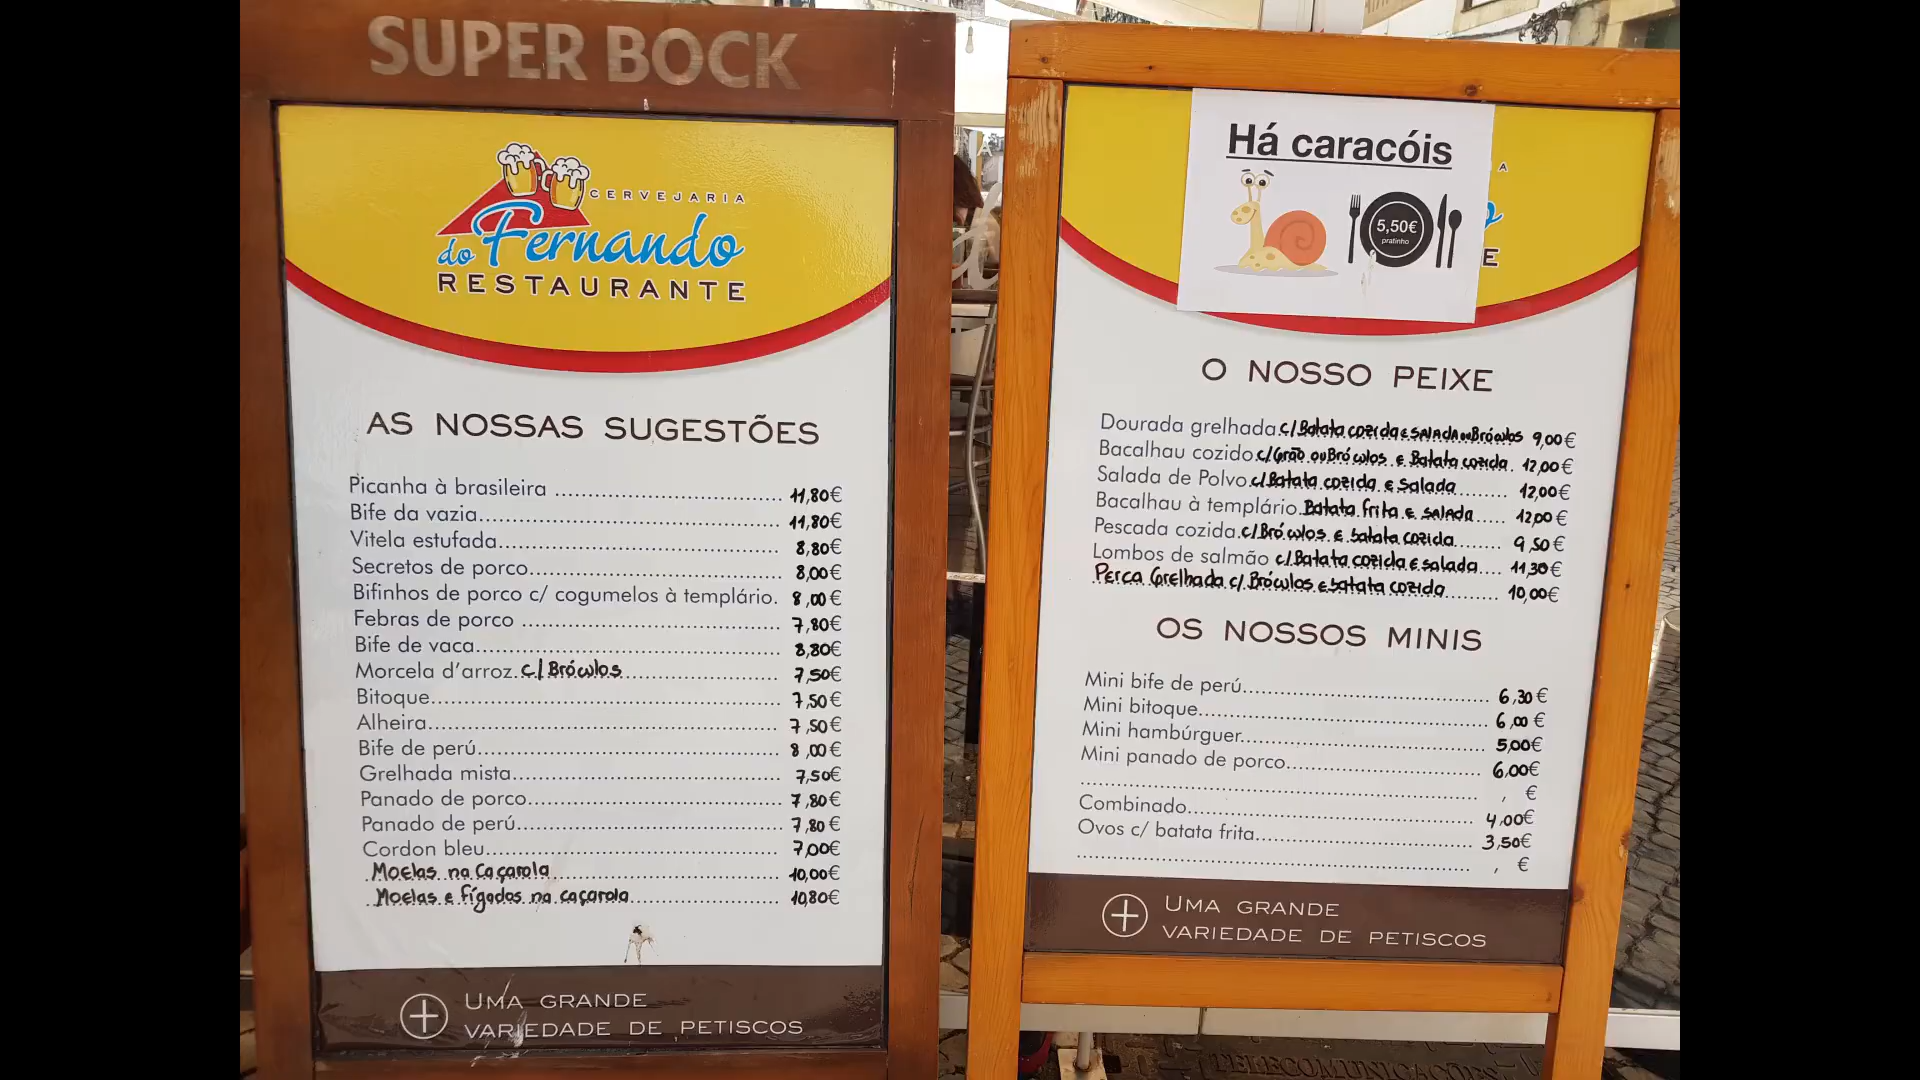 SUPER BOCK
CERVEJARIA
do Fernando
RESTAURANTE
AS NOSSAS SUGESTÕES
Picanha à brasileira ........ 11,80€
Bife da vazia........ 11,80€
Vitela estufada........ 8,80€
Secretos de porco........ 8,00€
Bifinhos de porco c/ cogumelos à templário. 8,00€
Febras de porco ........ 7,80€
Bife de vaca........ 8,80€
Morcela d'arroz c/ Bróculos ........ 7,50€
Bitoque........ 7,50€
Alheira........ 7,50€
Bife de perú........ 8,00€
Grelhada mista........ 7,50€
Panado de porco........ 7,80€
Panado de perú........ 7,80€
Cordon bleu........ 7,00€
Moelas na Caçarola ........ 10,00€
Moelas e Fígados na caçarola ........ 10,80€
+ UMA GRANDE
VARIEDADE DE PETISCOS
Há caracóis
5,50€
pratinho
A
E
O NOSSO PEIXE
Dourada grelhada c/ Batata cozida e SALADA ou Bróculos 9,00€
Bacalhau cozido c/ Grão ou Bróculos e Batata cozida. 12,00€
Salada de Polvo c/ Batata cozida e Salada ........ 12,00€
Bacalhau à templário Batata frita e salada ..... 12,00€
Pescada cozida c/ Bróculos e batata cozida ........ 9,50€
Lombos de salmão c/ Batata cozida e salada .... 11,30€
Perca Grelhada c/ Bróculos e batata cozida ........ 10,00€
OS NOSSOS MINIS
Mini bife de perú........ 6,30€
Mini bitoque........ 6,00€
Mini hambúrguer........ 5,00€
Mini panado de porco........ 6,00€
........ , €
Combinado........ 4,00€
Ovos c/ batata frita........ 3,50€
........ , €
+ UMA GRANDE
VARIEDADE DE PETISCOS
TELECOMUNICAÇÕES